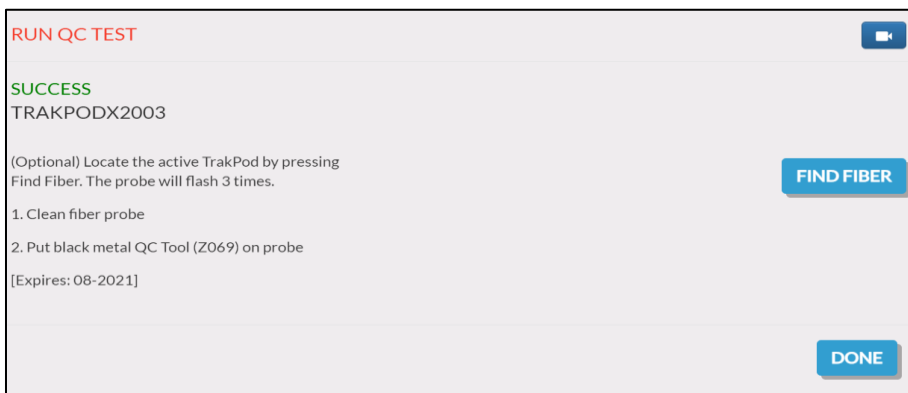 RUN QC TEST
SUCCESS
TRAKPODX2003
(Optional) Locate the active TrakPod by pressing
Find Fiber. The probe will flash 3 times.
FIND FIBER
1. Clean fiber probe
2. Put black metal QC Tool (Z069) on probe
[Expires: 08-2021]
DONE